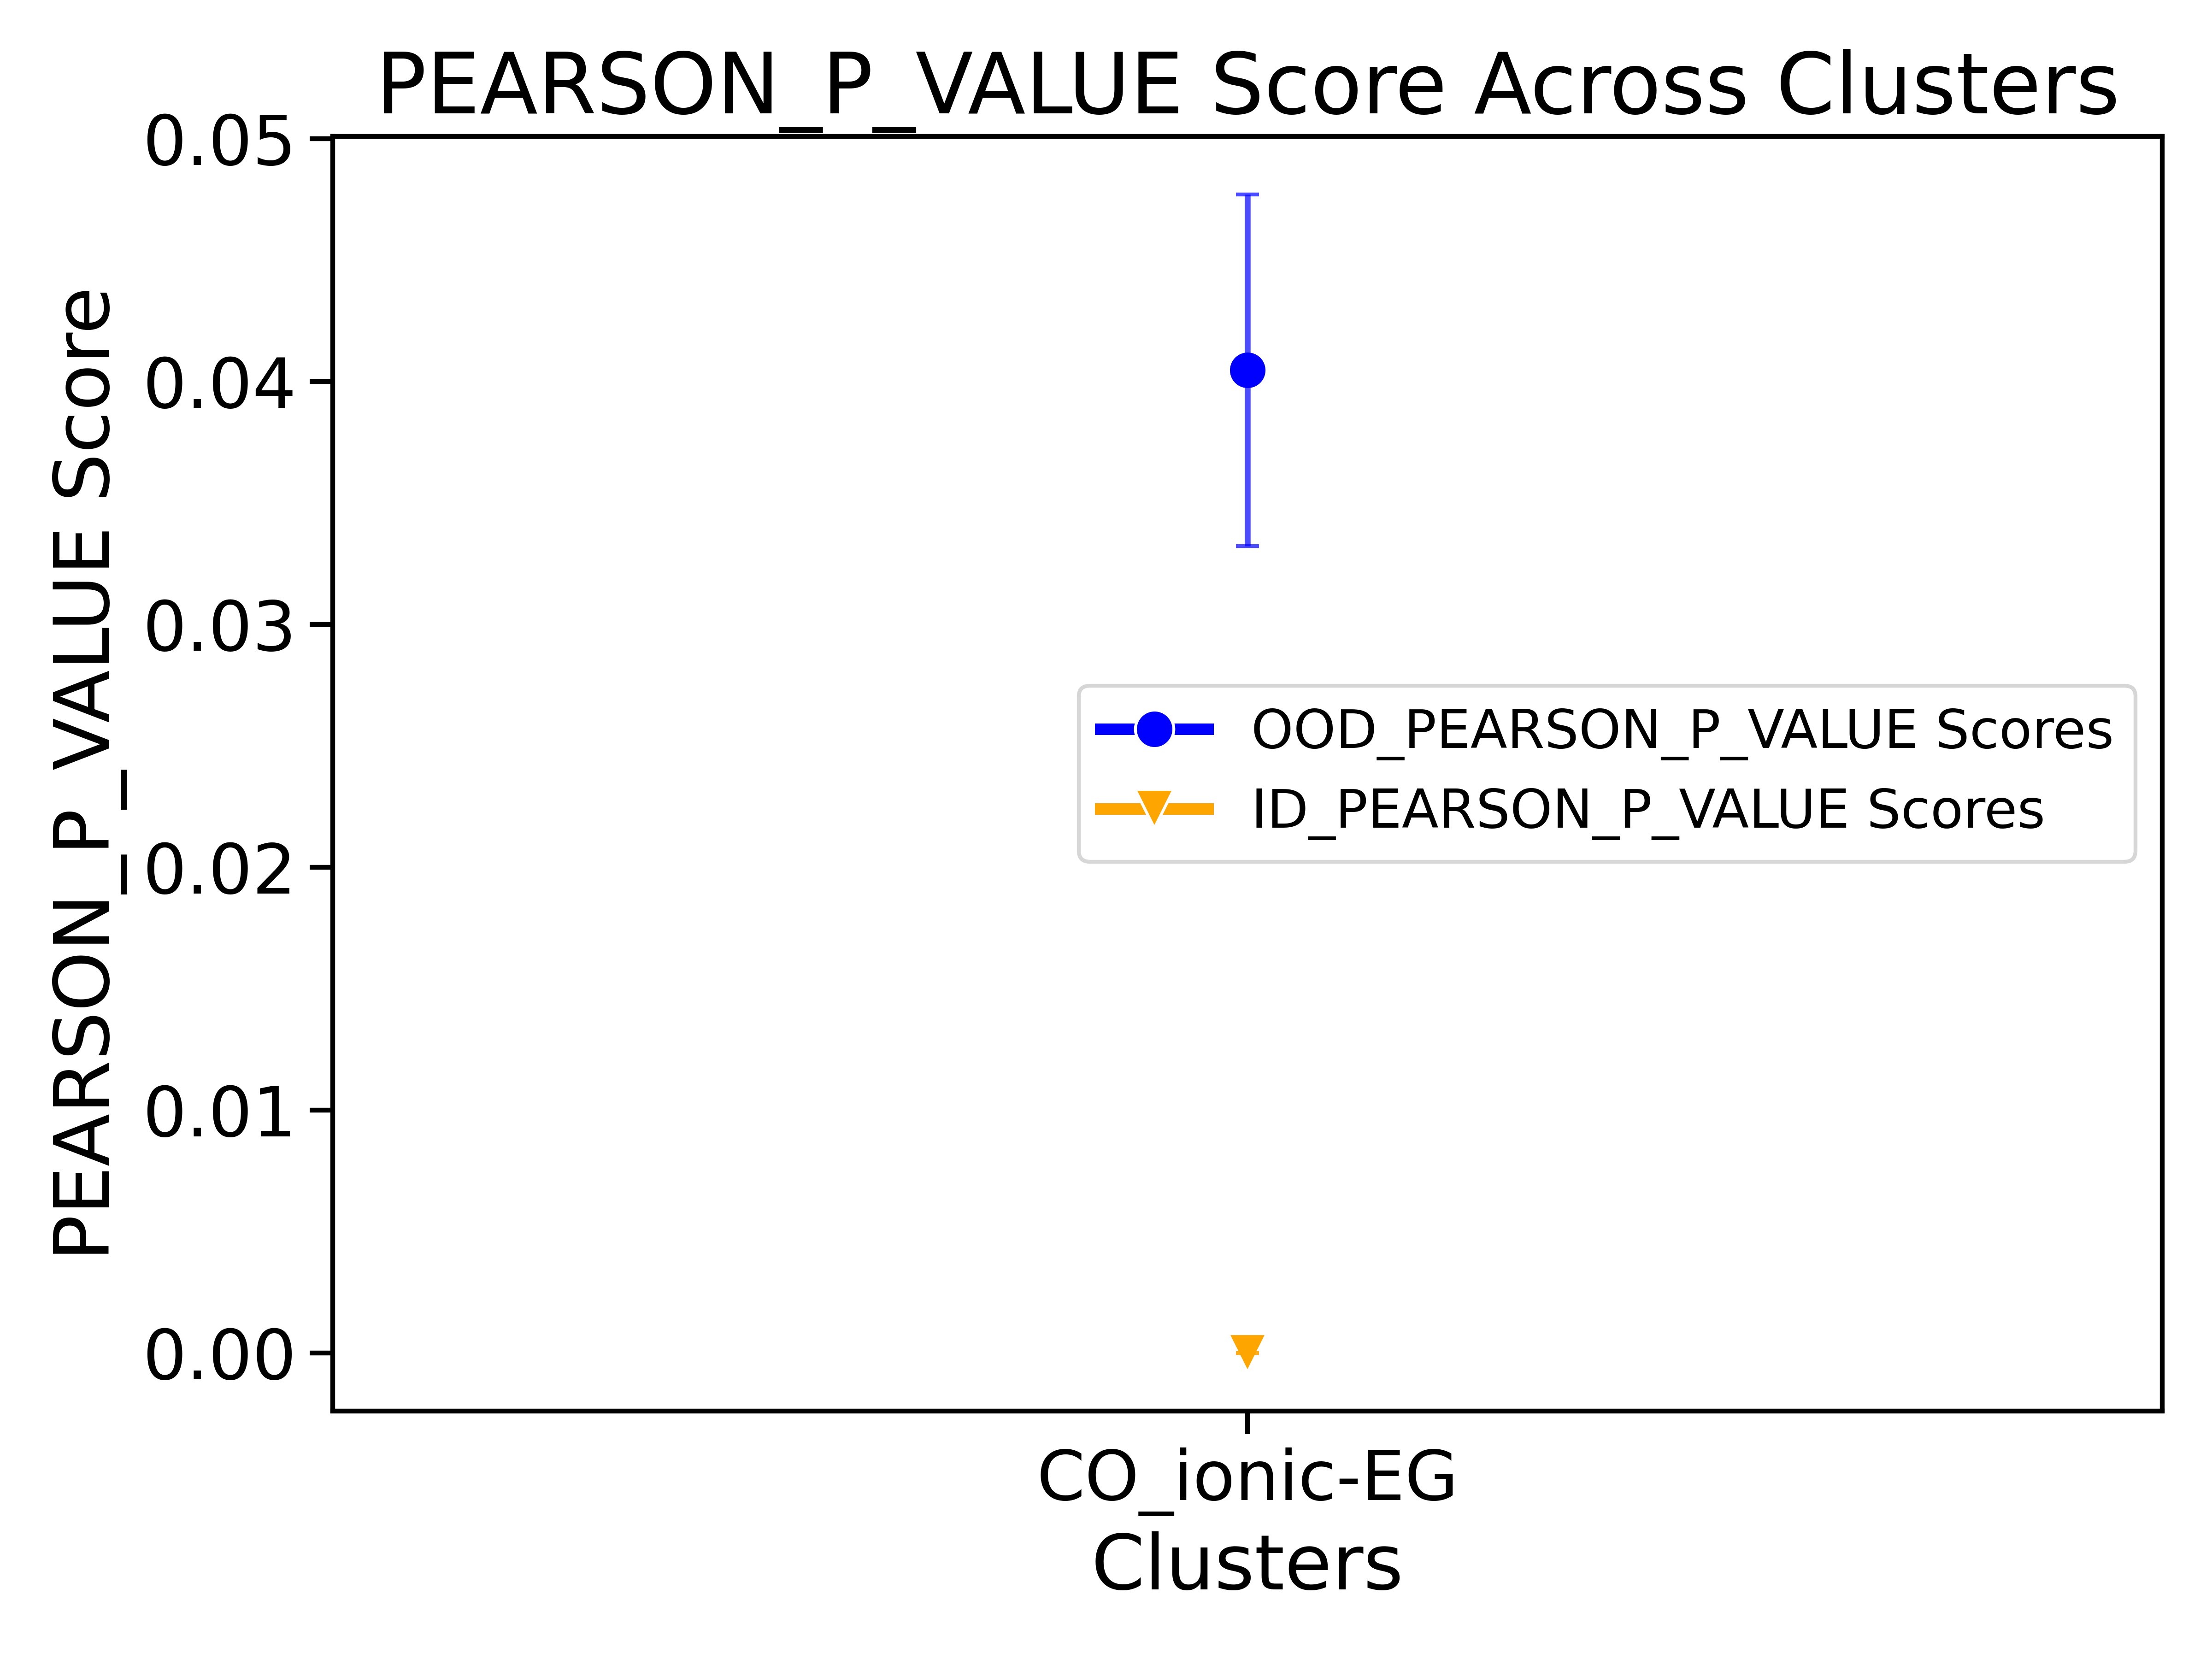 PEARSON_P_VALUE Score Across Clusters
PEARSON_P_VALUE Score
0.05
0.04
0.03
0.02
0.01
0.00
OOD_PEARSON_P_VALUE Scores
ID_PEARSON_P_VALUE Scores
CO_ionic-EG
Clusters